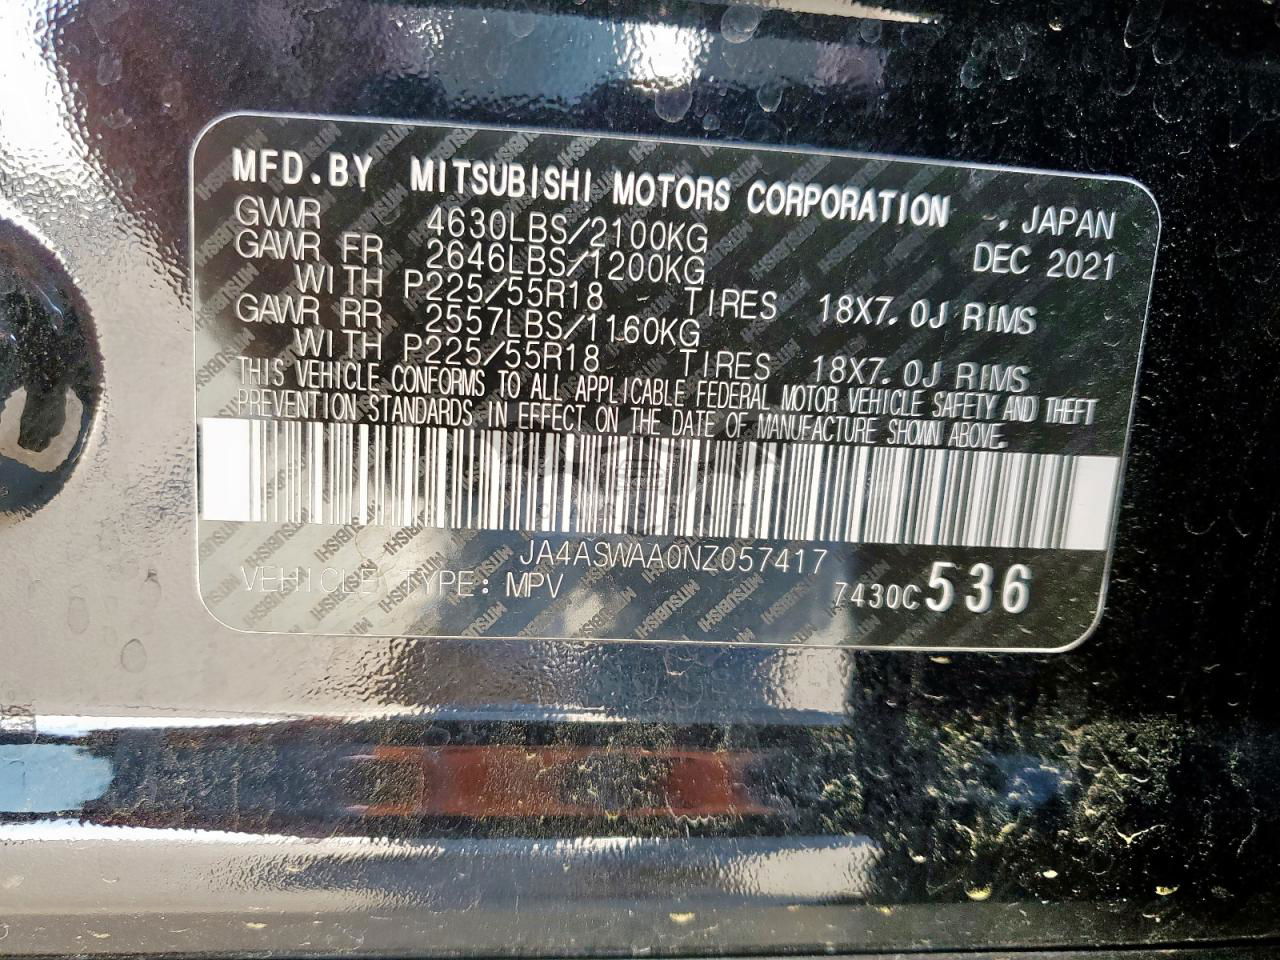 MFD.BY MITSUBISHI MOTORS CORPORATION , JAPAN
GVWR 4630LBS/2100KG DEC 2021
GAWR FR 2646LBS/1200KG
WITH P225/55R18 TIRES 18X7.0J RIMS
GAWR RR 2557LBS/1160KG
WITH P225/55R18 TIRES 18X7.0J RIMS
THIS VEHICLE CONFORMS TO ALL APPLICABLE FEDERAL MOTOR VEHICLE SAFETY AND THEFT
PREVENTION STANDARDS IN EFFECT ON THE DATE OF MANUFACTURE SHOWN ABOVE.
JA4ASWAA0NZ057417
VEHICLE TYPE: MPV 7430C 536